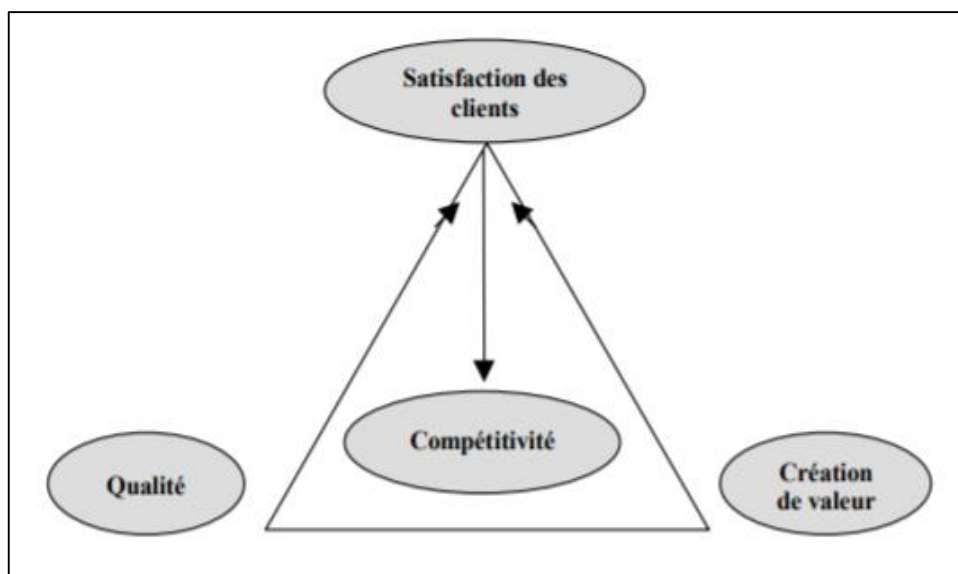 Satisfaction des
clients
Compétitivité
Qualité
Création
de valeur